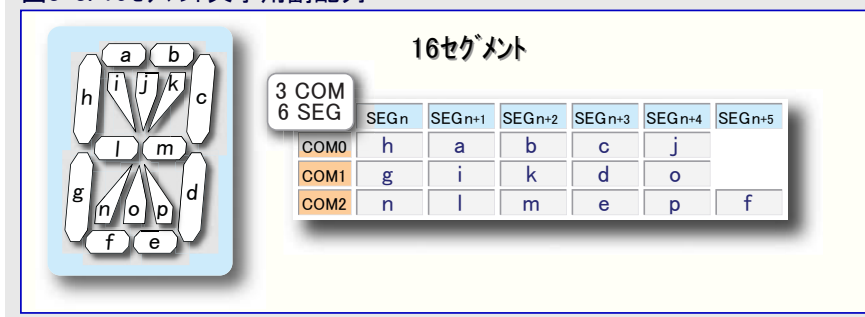 16セグメント
a b
h i j k c
l m
g n o p d
f e
3 COM
6 SEG
SEGn SEGn+1 SEGn+2 SEGn+3 SEGn+4 SEGn+5
COM0 h a b c j
COM1 g i k d o
COM2 n l m e p f